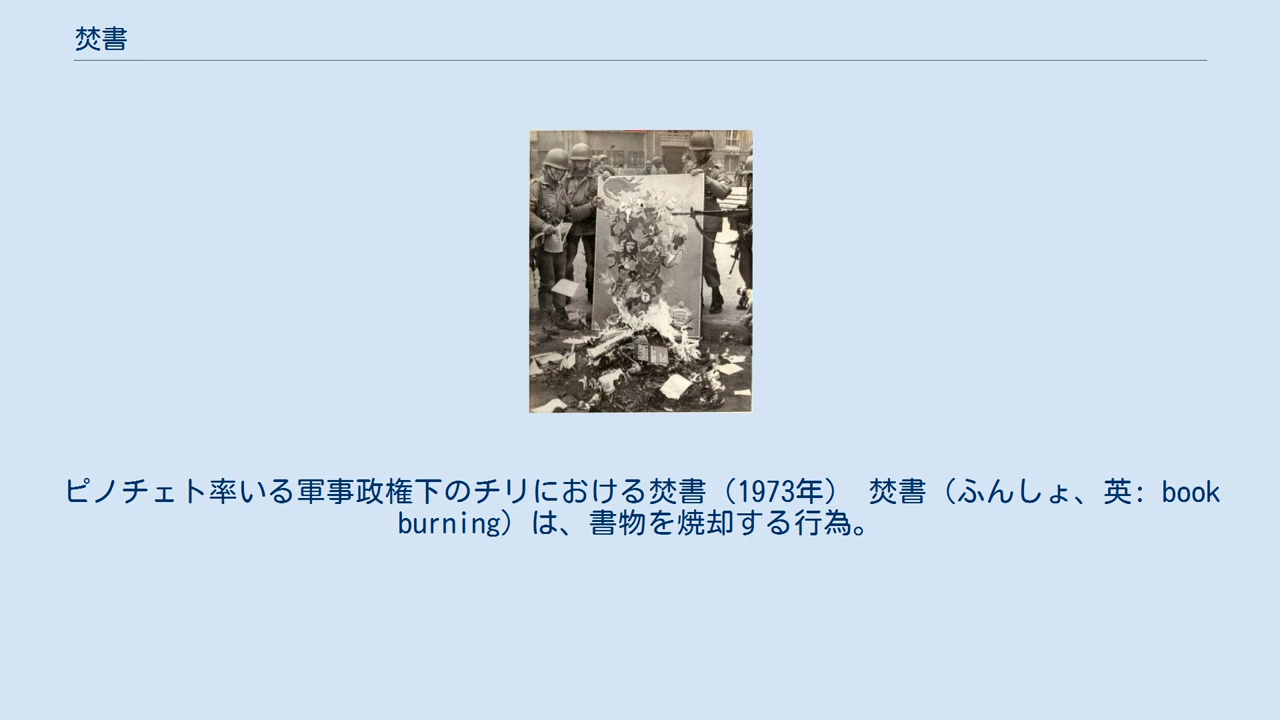 焚書
ピノチェト率いる軍事政権下のチリにおける焚書（1973年） 焚書（ふんしょ、英: book
burning）は、書物を焼却する行為。